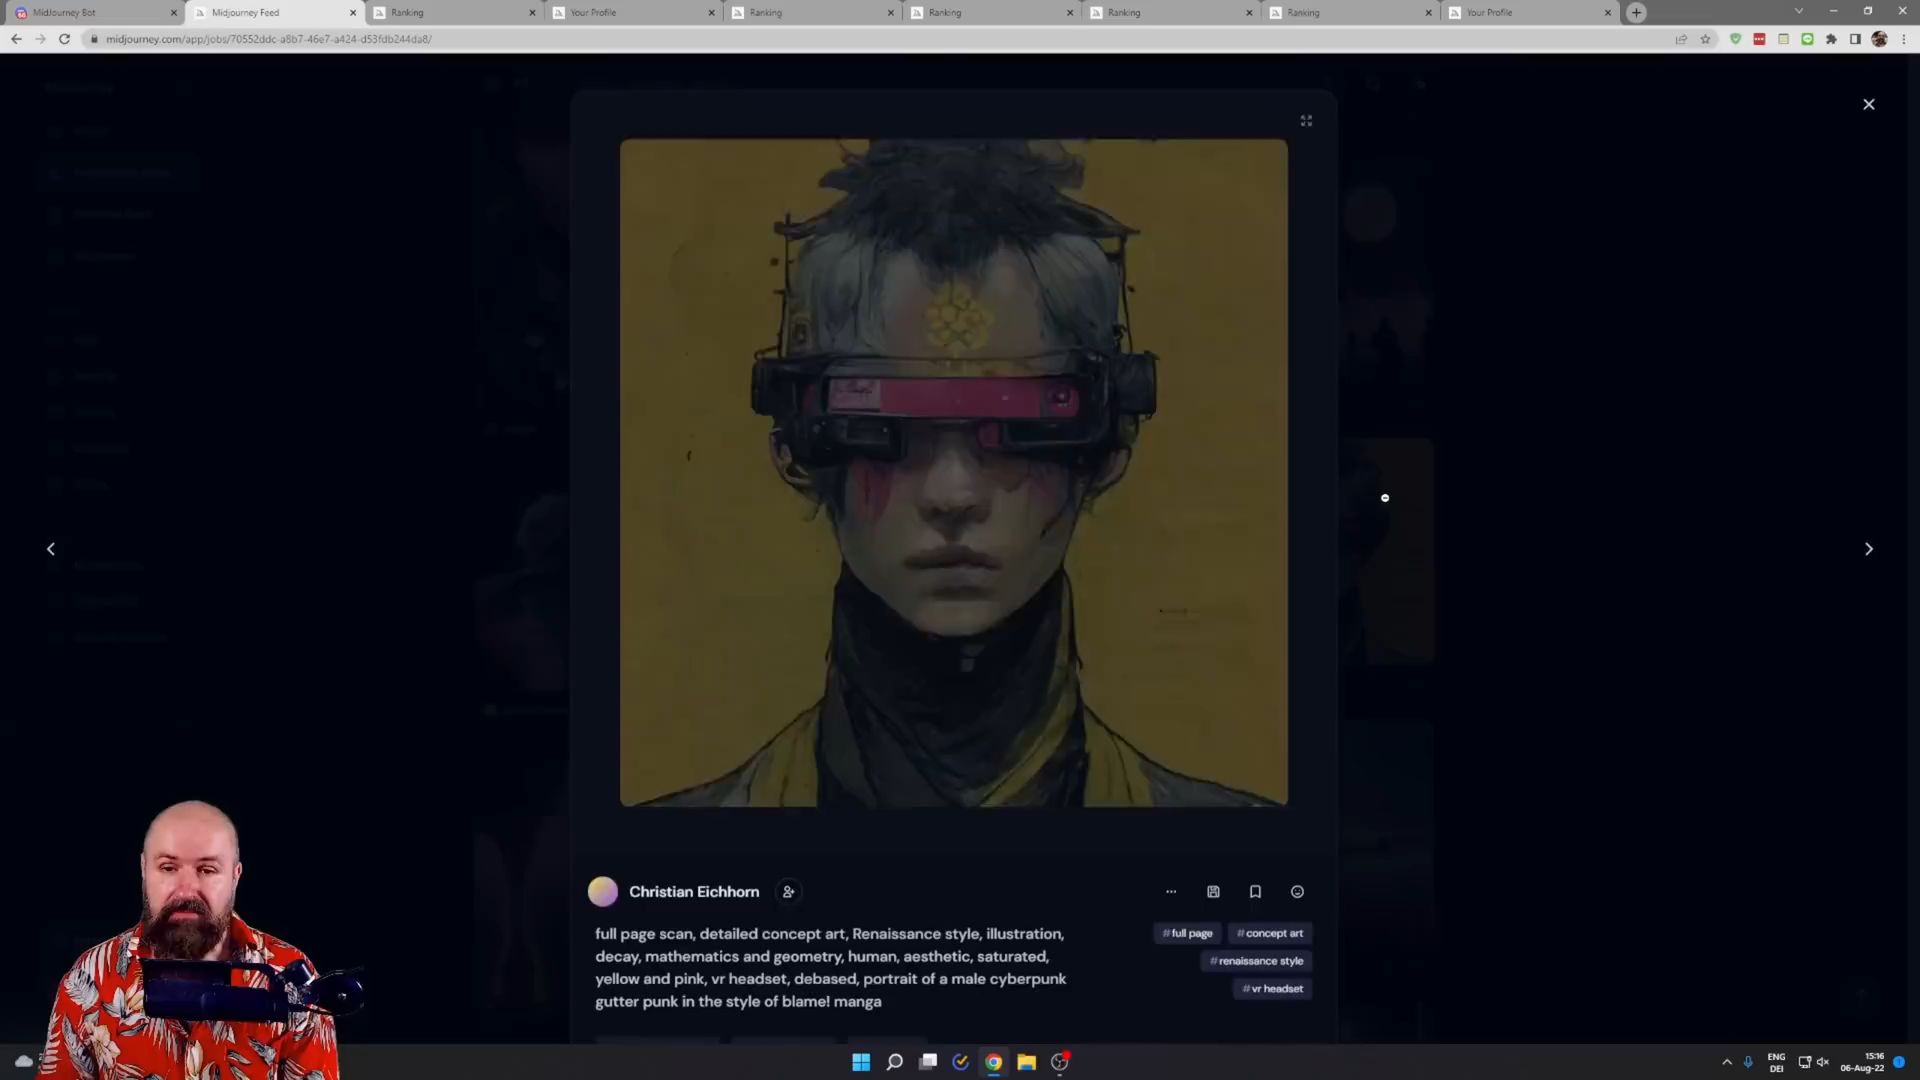 MidJourney Bot
Midjourney Feed
Ranking
Your Profile
Ranking
Ranking
Ranking
Ranking
Your Profile
midjourney.com/app/jobs/70552ddc-a8b7-46e7-a424-d53fdb244da8/
Christian Eichhorn
full page scan, detailed concept art, Renaissance style, illustration,
decay, mathematics and geometry, human, aesthetic, saturated,
yellow and pink, vr headset, debased, portrait of a male cyberpunk
gutter punk in the style of blame! manga
#full page
#concept art
#renaissance style
#vr headset
ENG
DEI
15:16
06-Aug-22